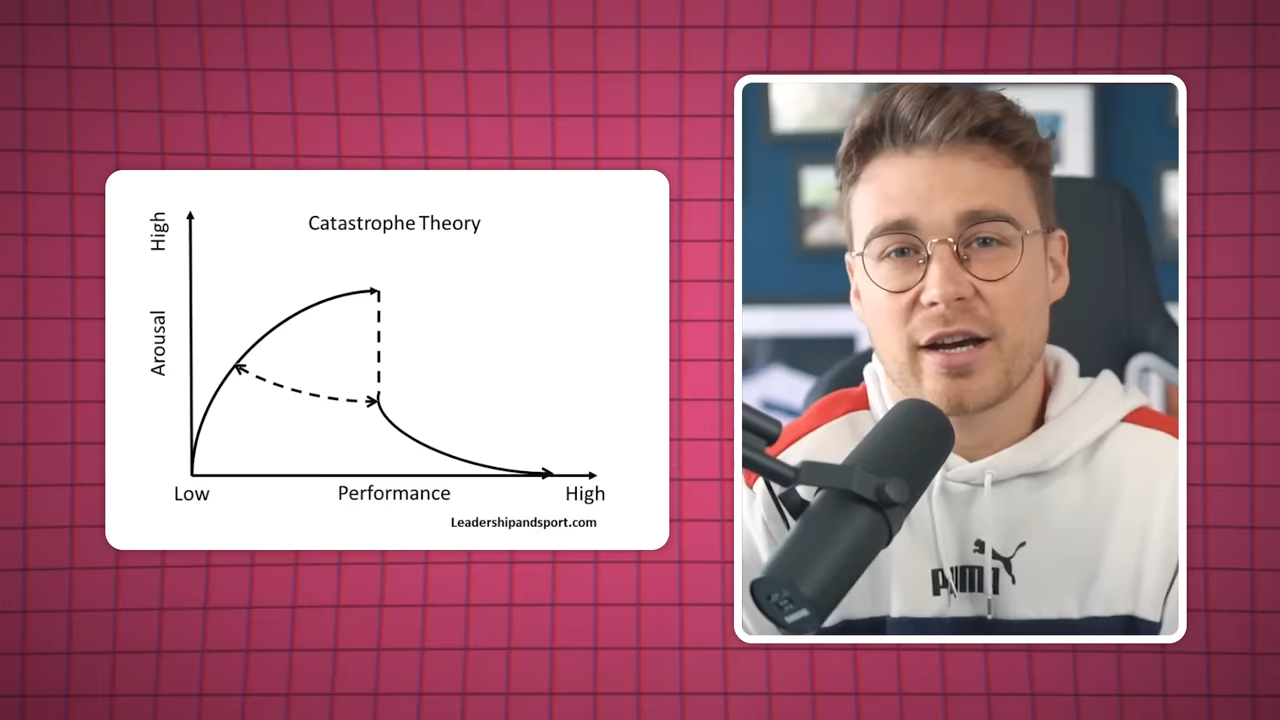 Catastrophe Theory
High
Arousal
Low
Performance
High
Leadershipandsport.com
PUMA